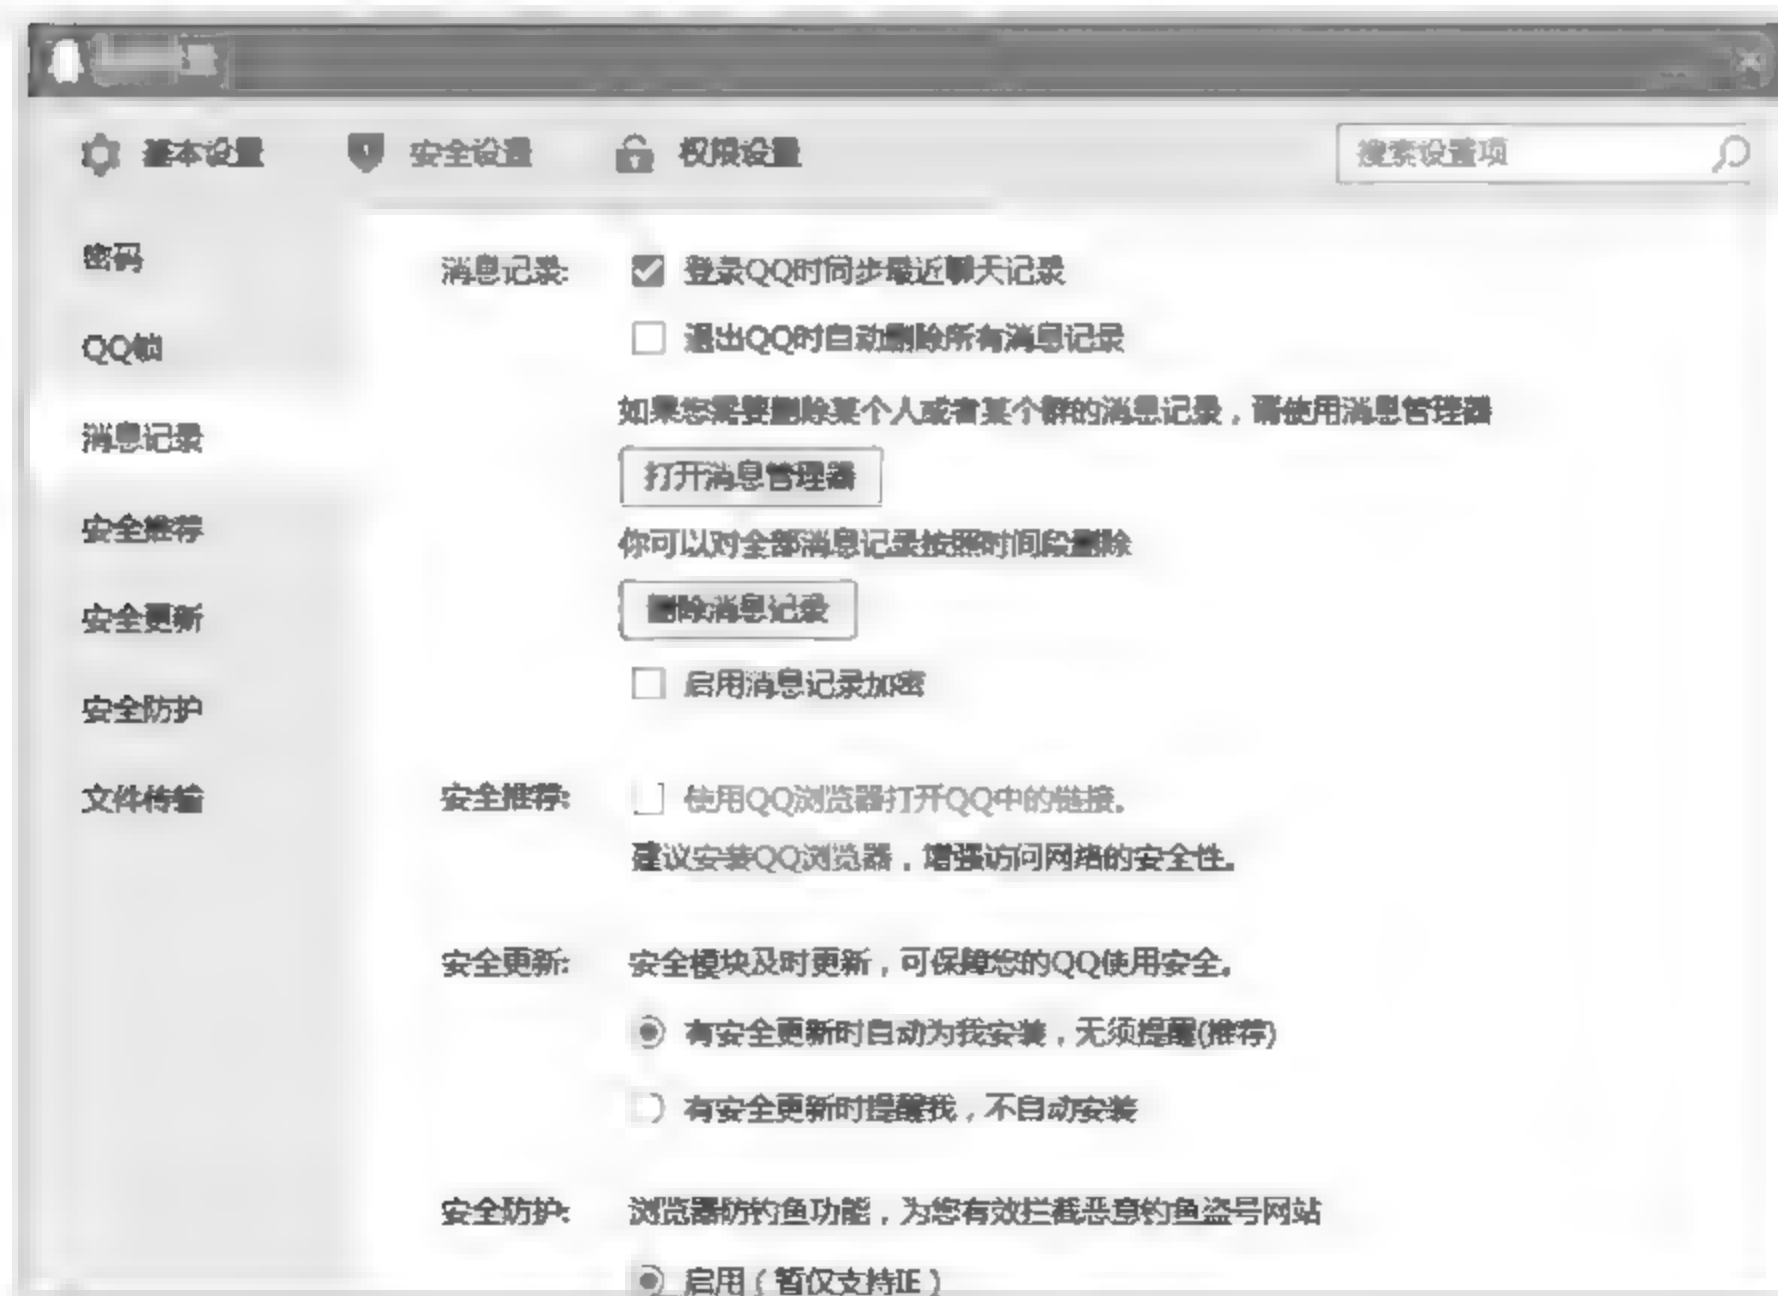 基本设置
安全设置
权限设置
搜索设置项
密码
QQ锁
消息记录
安全推荐
安全更新
安全防护
文件传输
消息记录: 登录QQ时同步最近聊天记录
退出QQ时自动删除所有消息记录
如果您需要删除某个人或者某个群的消息记录，请使用消息管理器
打开消息管理器
你可以对全部消息记录按照时间段删除
删除消息记录
启用消息记录加密
安全推荐: 使用QQ浏览器打开QQ中的链接。
建议安装QQ浏览器，增强访问网络的安全性。
安全更新: 安全模块及时更新，可保障您的QQ使用安全。
有安全更新时自动为我安装，无须提醒(推荐)
有安全更新时提醒我，不自动安装
安全防护: 浏览器防钓鱼功能，为您有效拦截恶意钓鱼盗号网站
启用（暂仅支持IE）